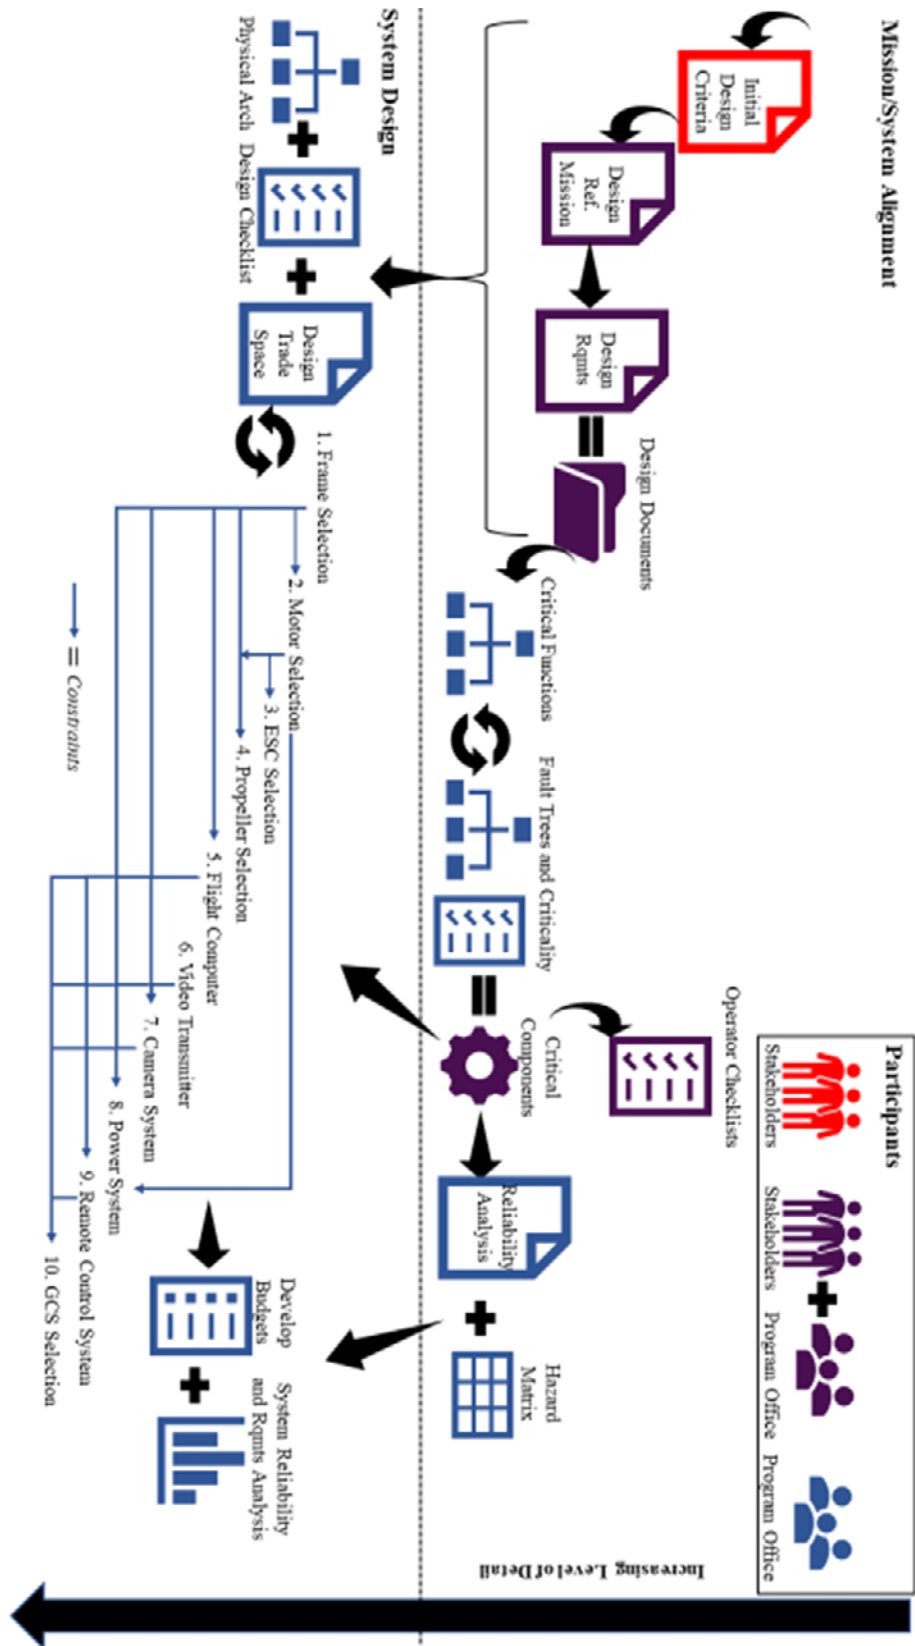 Mission/System Alignment
Initial
Design
Criteria
Design
Ref.
Mission
Design
Rqmts
Design Documents
Critical Functions
Fault Trees and Criticality
Critical
Components
Operator Checklists
Reliability
Analysis
Hazard
Matrix
Participants
Stakeholders
Stakeholders
Program Office
Program Office
Increasing Level of Detail
System Design
Physical Arch
Design Checklist
Design
Trade
Space
1. Frame Selection
2. Motor Selection
3. ESC Selection
4. Propeller Selection
5. Flight Computer
6. Video Transmitter
7. Camera System
8. Power System
9. Remote Control System
10. GCS Selection
= Constraints
Develop
Budgets
System Reliability
and Rqmts Analysis